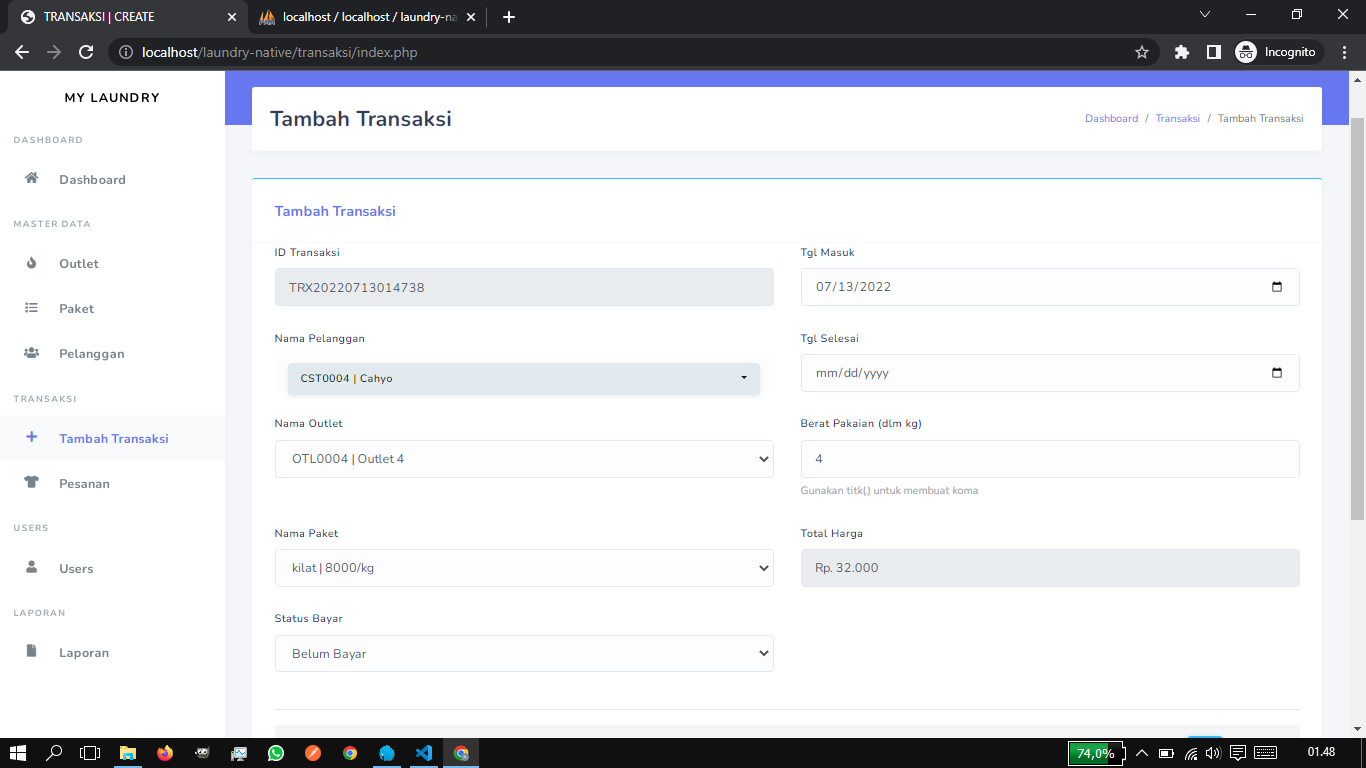 TRANSAKSI | CREATE
localhost / localhost / laundry-na
localhost/laundry-native/transaksi/index.php
Incognito
MY LAUNDRY
DASHBOARD
Dashboard
MASTER DATA
Outlet
Paket
Pelanggan
TRANSAKSI
Tambah Transaksi
Pesanan
USERS
Users
LAPORAN
Laporan
Tambah Transaksi
Dashboard / Transaksi / Tambah Transaksi
Tambah Transaksi
ID Transaksi
TRX20220713014738
Tgl Masuk
07/13/2022
Nama Pelanggan
CST0004 | Cahyo
Tgl Selesai
mm/dd/yyyy
Nama Outlet
OTL0004 | Outlet 4
Berat Pakaian (dlm kg)
4
Gunakan titk(.) untuk membuat koma
Nama Paket
kilat | 8000/kg
Total Harga
Rp. 32.000
Status Bayar
Belum Bayar
74,0%
01.48